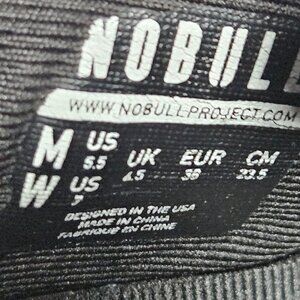 NOBULL
WWW.NOBULLPROJECT.COM
M US 5.5 UK 4.5 EUR 38 CM 23.5
W US 7
DESIGNED IN THE USA
MADE IN CHINA
FABRIQUE EN CHINE